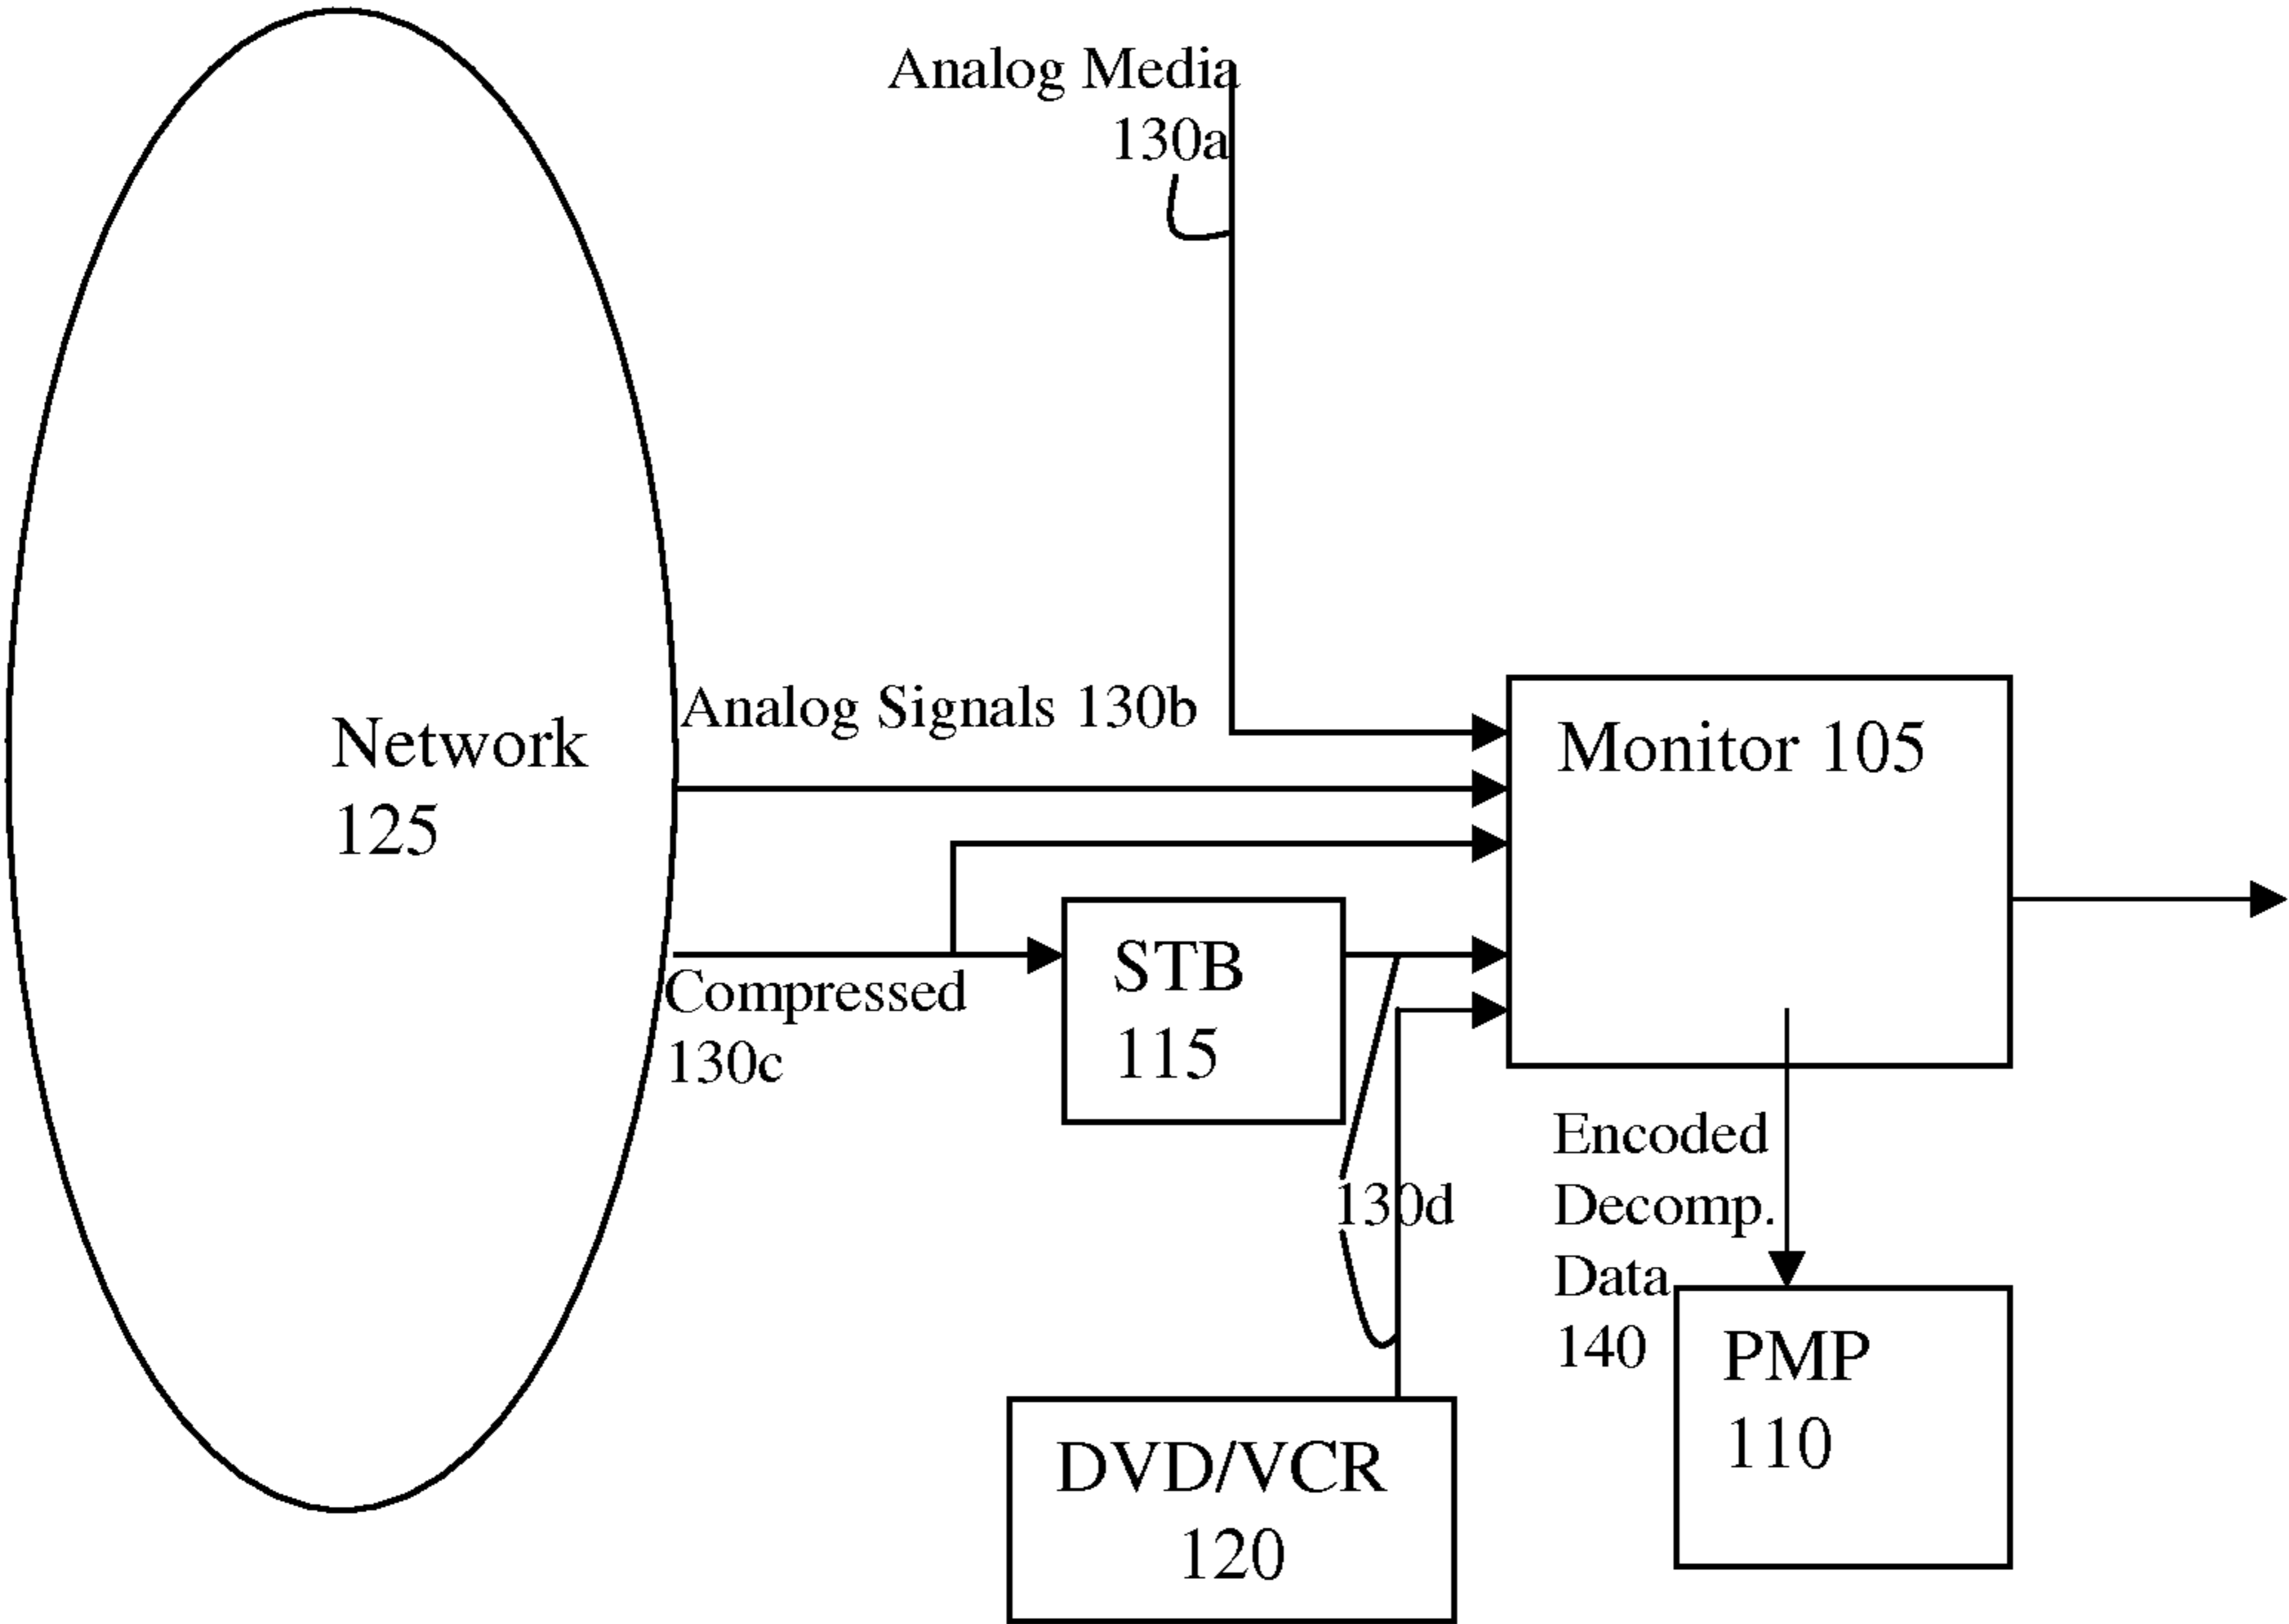 Analog Media
130a
Analog Signals 130b
Network
125
Monitor 105
Compressed
130c
STB
115
130d
Encoded
Decomp.
Data
140
PMP
110
DVD/VCR
120